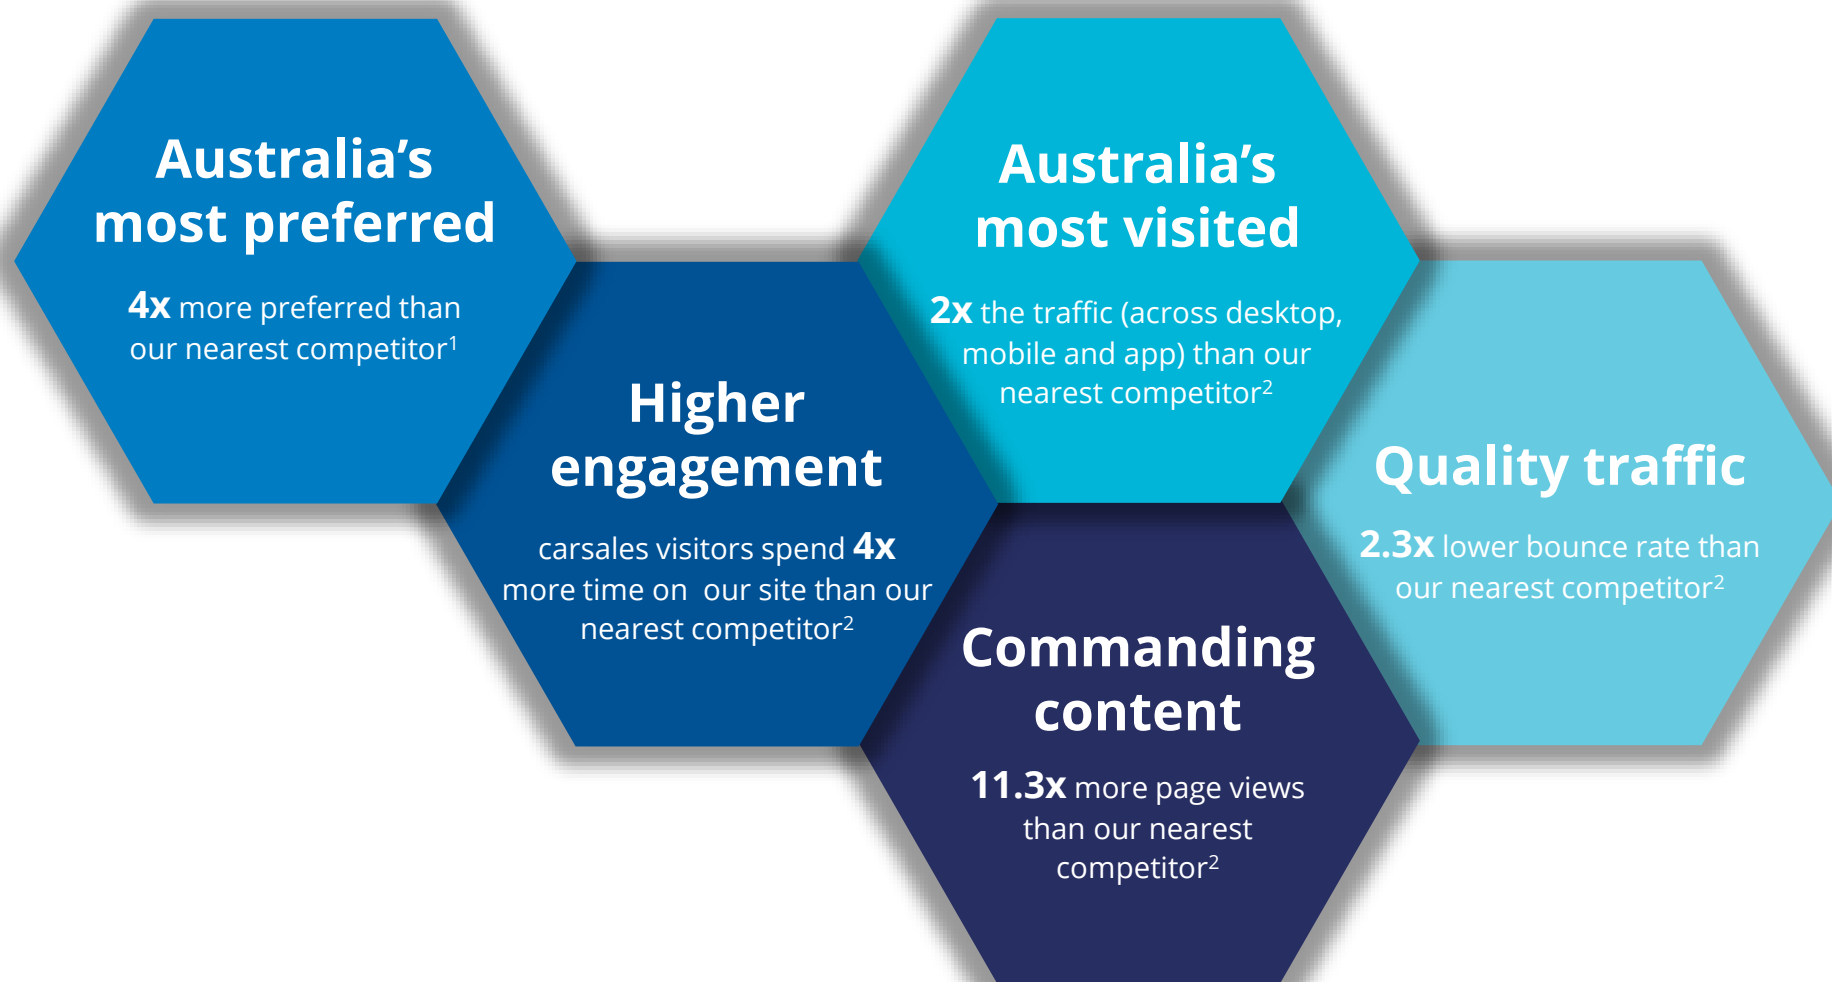 Australia’s
most preferred
4x more preferred than
our nearest competitor¹
Higher
engagement
carsales visitors spend 4x
more time on  our site than our
nearest competitor²
Australia’s
most visited
2x the traffic (across desktop,
mobile and app) than our
nearest competitor²
Commanding
content
11.3x more page views
than our nearest
competitor²
Quality traffic
2.3x lower bounce rate than
our nearest competitor²